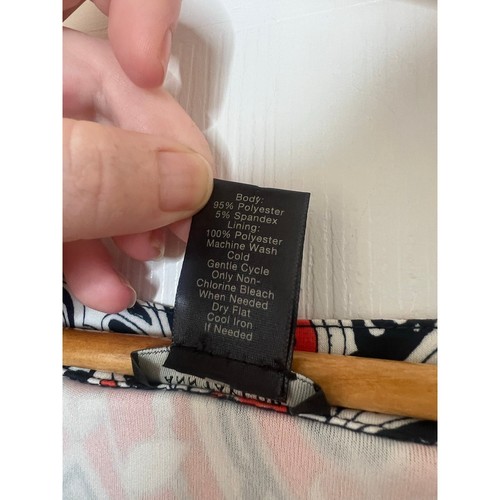 Body:
95% Polyester
5% Spandex
Lining:
100% Polyester
Machine Wash
Cold
Gentle Cycle
Only Non-
Chlorine Bleach
When Needed
Dry Flat
Cool Iron
If Needed